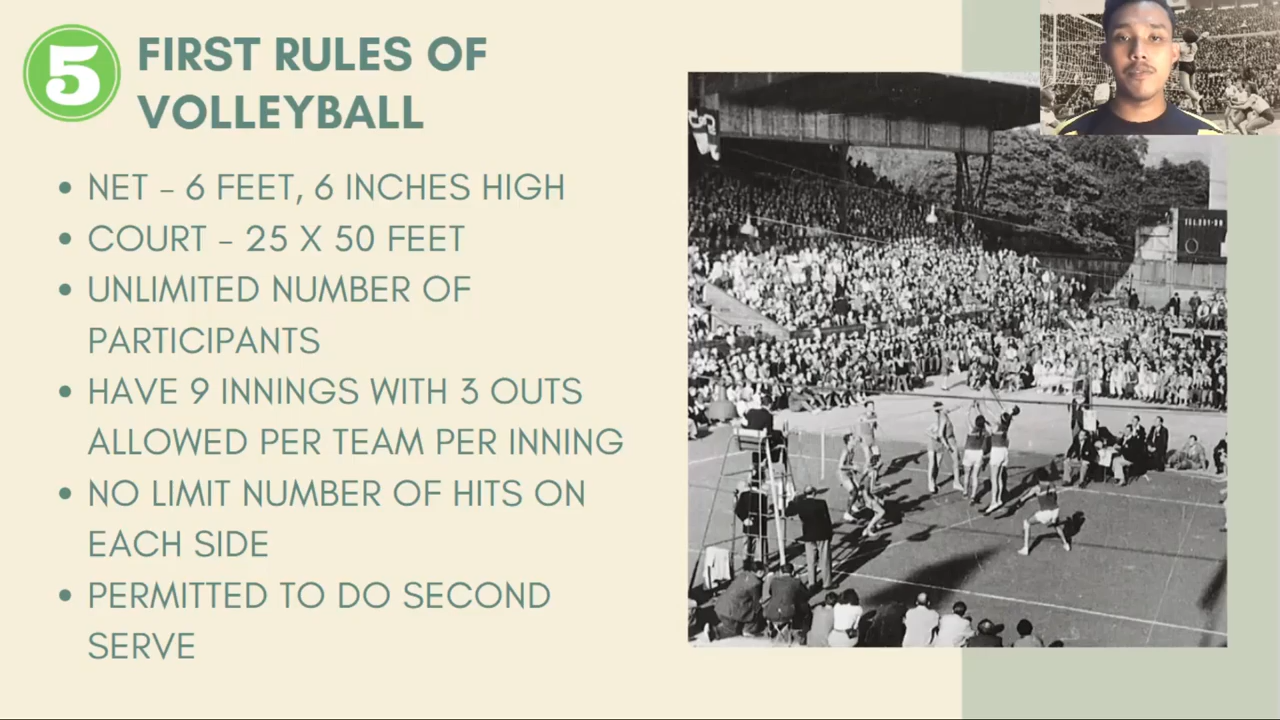 5
FIRST RULES OF
VOLLEYBALL
• NET – 6 FEET, 6 INCHES HIGH
• COURT – 25 X 50 FEET
• UNLIMITED NUMBER OF
PARTICIPANTS
• HAVE 9 INNINGS WITH 3 OUTS
ALLOWED PER TEAM PER INNING
• NO LIMIT NUMBER OF HITS ON
EACH SIDE
• PERMITTED TO DO SECOND
SERVE